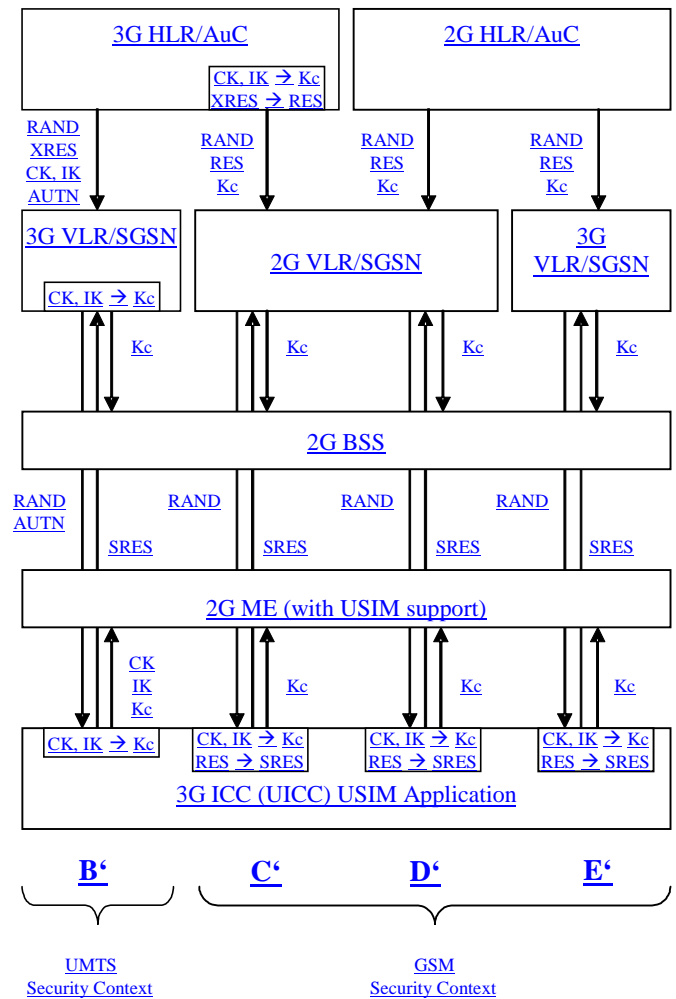 3G HLR/AuC
2G HLR/AuC
CK, IK → Kc
XRES → RES
RAND
XRES
CK, IK
AUTN
RAND
RES
Kc
RAND
RES
Kc
RAND
RES
Kc
3G VLR/SGSN
CK, IK → Kc
2G VLR/SGSN
3G
VLR/SGSN
Kc
Kc
Kc
Kc
2G BSS
RAND
AUTN
SRES
RAND
SRES
RAND
SRES
RAND
SRES
2G ME (with USIM support)
CK
IK
Kc
Kc
Kc
Kc
CK, IK → Kc
CK, IK → Kc
RES → SRES
CK, IK → Kc
RES → SRES
CK, IK → Kc
RES → SRES
3G ICC (UICC) USIM Application
B‘
C‘
D‘
E‘
UMTS
Security Context
GSM
Security Context